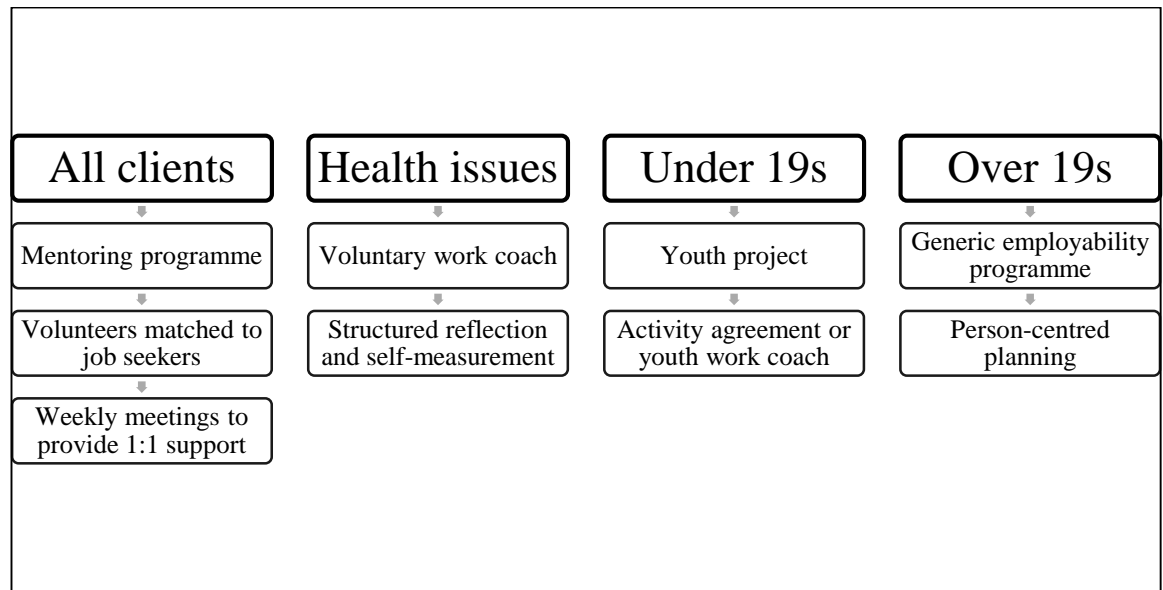 All clients
Mentoring programme
Volunteers matched to
job seekers
Weekly meetings to
provide 1:1 support
Health issues
Voluntary work coach
Structured reflection
and self-measurement
Under 19s
Youth project
Activity agreement or
youth work coach
Over 19s
Generic employability
programme
Person-centred
planning